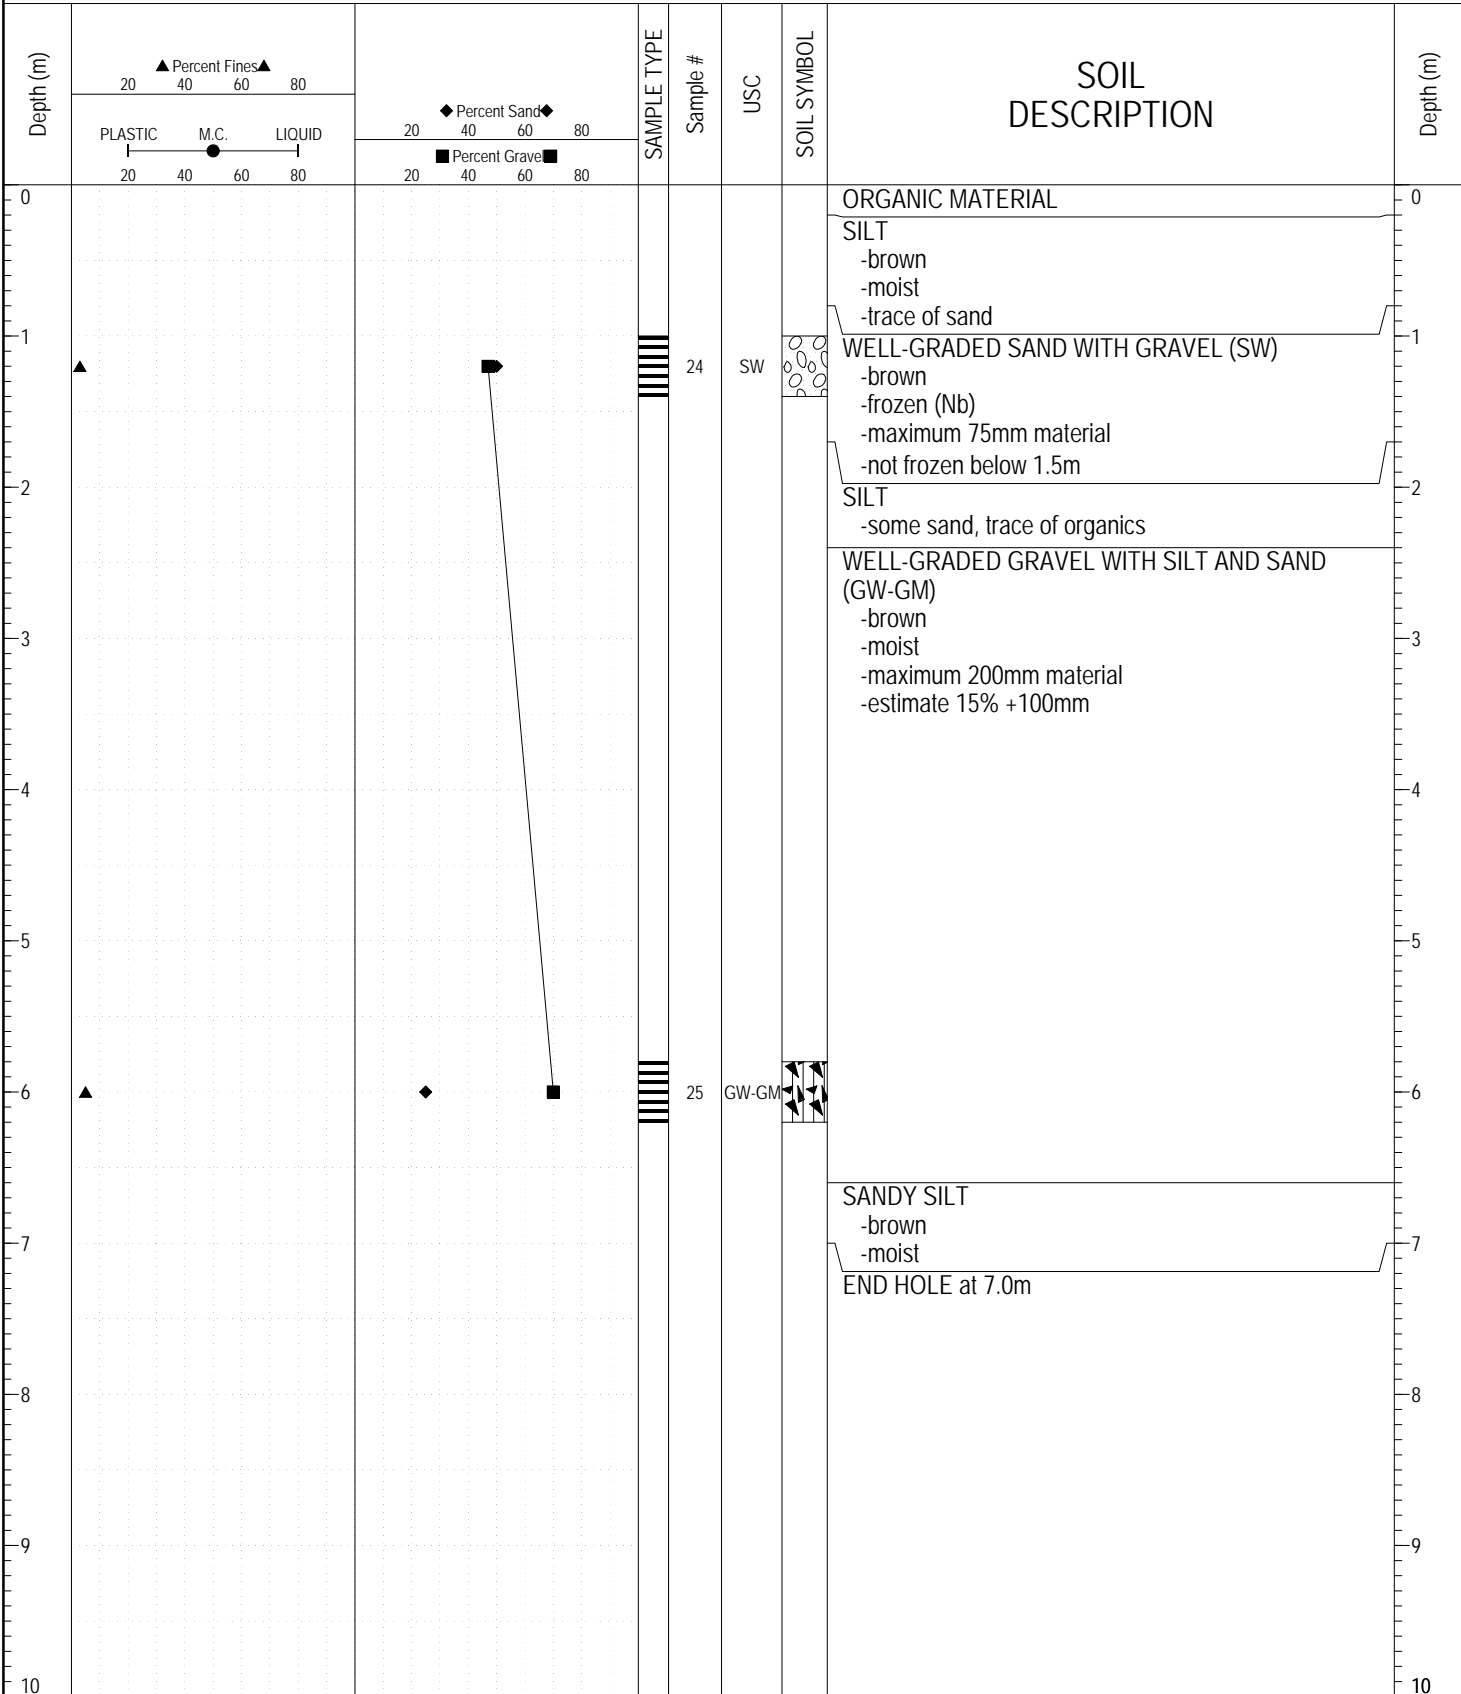 Depth (m)
▲ Percent Fines▲
20 40 60 80
PLASTIC M.C. LIQUID
20 40 60 80
◆ Percent Sand◆
20 40 60 80
■ Percent Gravel■
20 40 60 80
SAMPLE TYPE
Sample #
USC
SOIL SYMBOL
SOIL
DESCRIPTION
Depth (m)
0 ORGANIC MATERIAL 0
SILT
-brown
-moist
-trace of sand
1 1
WELL-GRADED SAND WITH GRAVEL (SW)
24 SW
-brown
-frozen (Nb)
-maximum 75mm material
-not frozen below 1.5m
2 2
SILT
-some sand, trace of organics
WELL-GRADED GRAVEL WITH SILT AND SAND
(GW-GM)
-brown
3 3
-moist
-maximum 200mm material
-estimate 15% +100mm
4 4
5 5
6 25 GW-GM 6
SANDY SILT
-brown
7 7
-moist
END HOLE at 7.0m
8 8
9 9
10 10